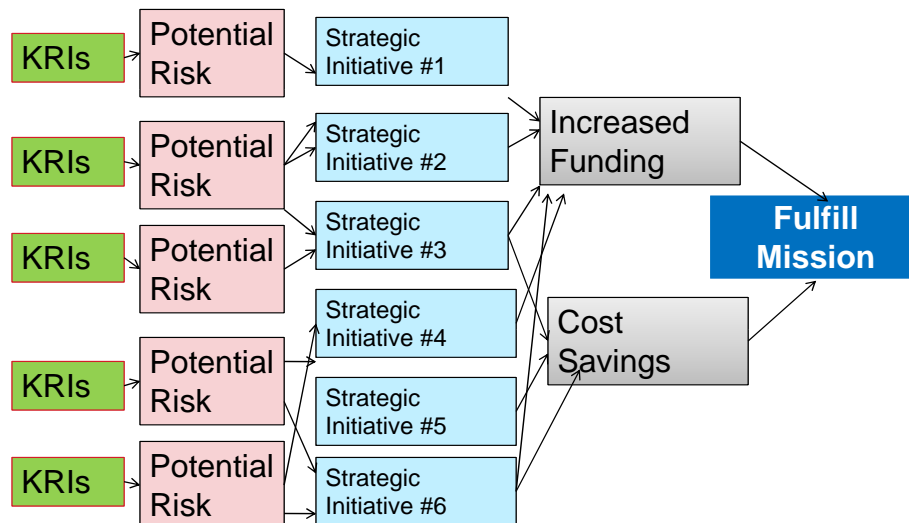 KRIs
Potential
Risk
Strategic
Initiative #1
KRIs
Potential
Risk
Strategic
Initiative #2
Increased
Funding
KRIs
Potential
Risk
Strategic
Initiative #3
Fulfill
Mission
Strategic
Initiative #4
Cost
Savings
KRIs
Potential
Risk
Strategic
Initiative #5
KRIs
Potential
Risk
Strategic
Initiative #6